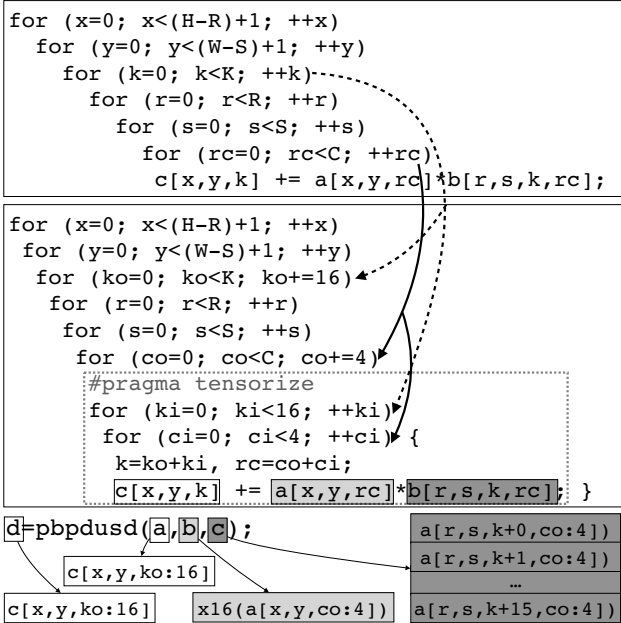 for (x=0; x<(H-R)+1; ++x)
for (y=0; y<(W-S)+1; ++y)
for (k=0; k<K; ++k)
for (r=0; r<R; ++r)
for (s=0; s<S; ++s)
for (rc=0; rc<C; ++rc)
c[x,y,k] += a[x,y,rc]*b[r,s,k,rc];
for (x=0; x<(H-R)+1; ++x)
for (y=0; y<(W-S)+1; ++y)
for (ko=0; ko<K; ko+=16)
for (r=0; r<R; ++r)
for (s=0; s<S; ++s)
for (co=0; co<C; co+=4)
#pragma tensorize
for (ki=0; ki<16; ++ki)
for (ci=0; ci<4; ++ci) {
k=ko+ki, rc=co+ci;
c[x,y,k] += a[x,y,rc]*b[r,s,k,rc]; }
d=pbpdusd(a,b,c);
c[x,y,ko:16]
c[x,y,ko:16]
x16(a[x,y,co:4])
a[r,s,k+0,co:4])
a[r,s,k+1,co:4])
…
a[r,s,k+15,co:4])